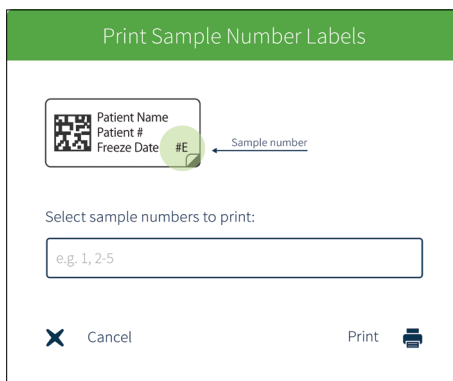 Print Sample Number Labels
Patient Name
Patient #
Freeze Date #E
Sample number
Select sample numbers to print:
e.g. 1, 2-5
Cancel
Print